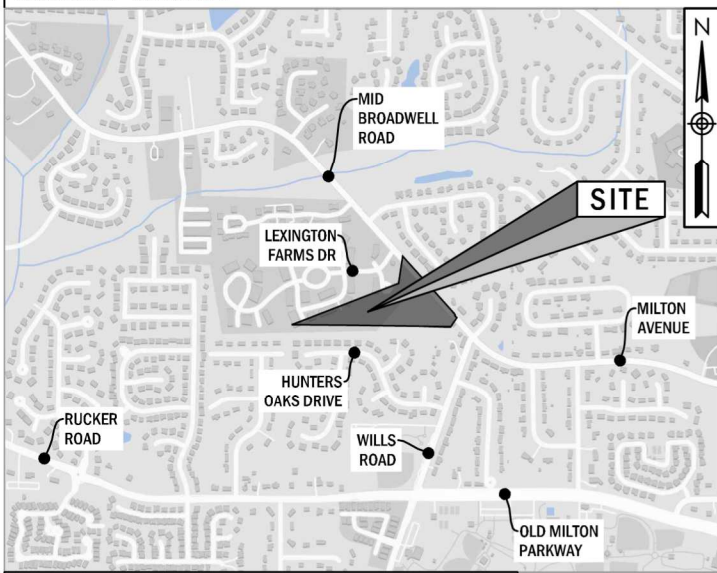 N
MID
BROADWELL
ROAD
SITE
LEXINGTON
FARMS DR
MILTON
AVENUE
HUNTERS
OAKS DRIVE
RUCKER
ROAD
WILLS
ROAD
OLD MILTON
PARKWAY